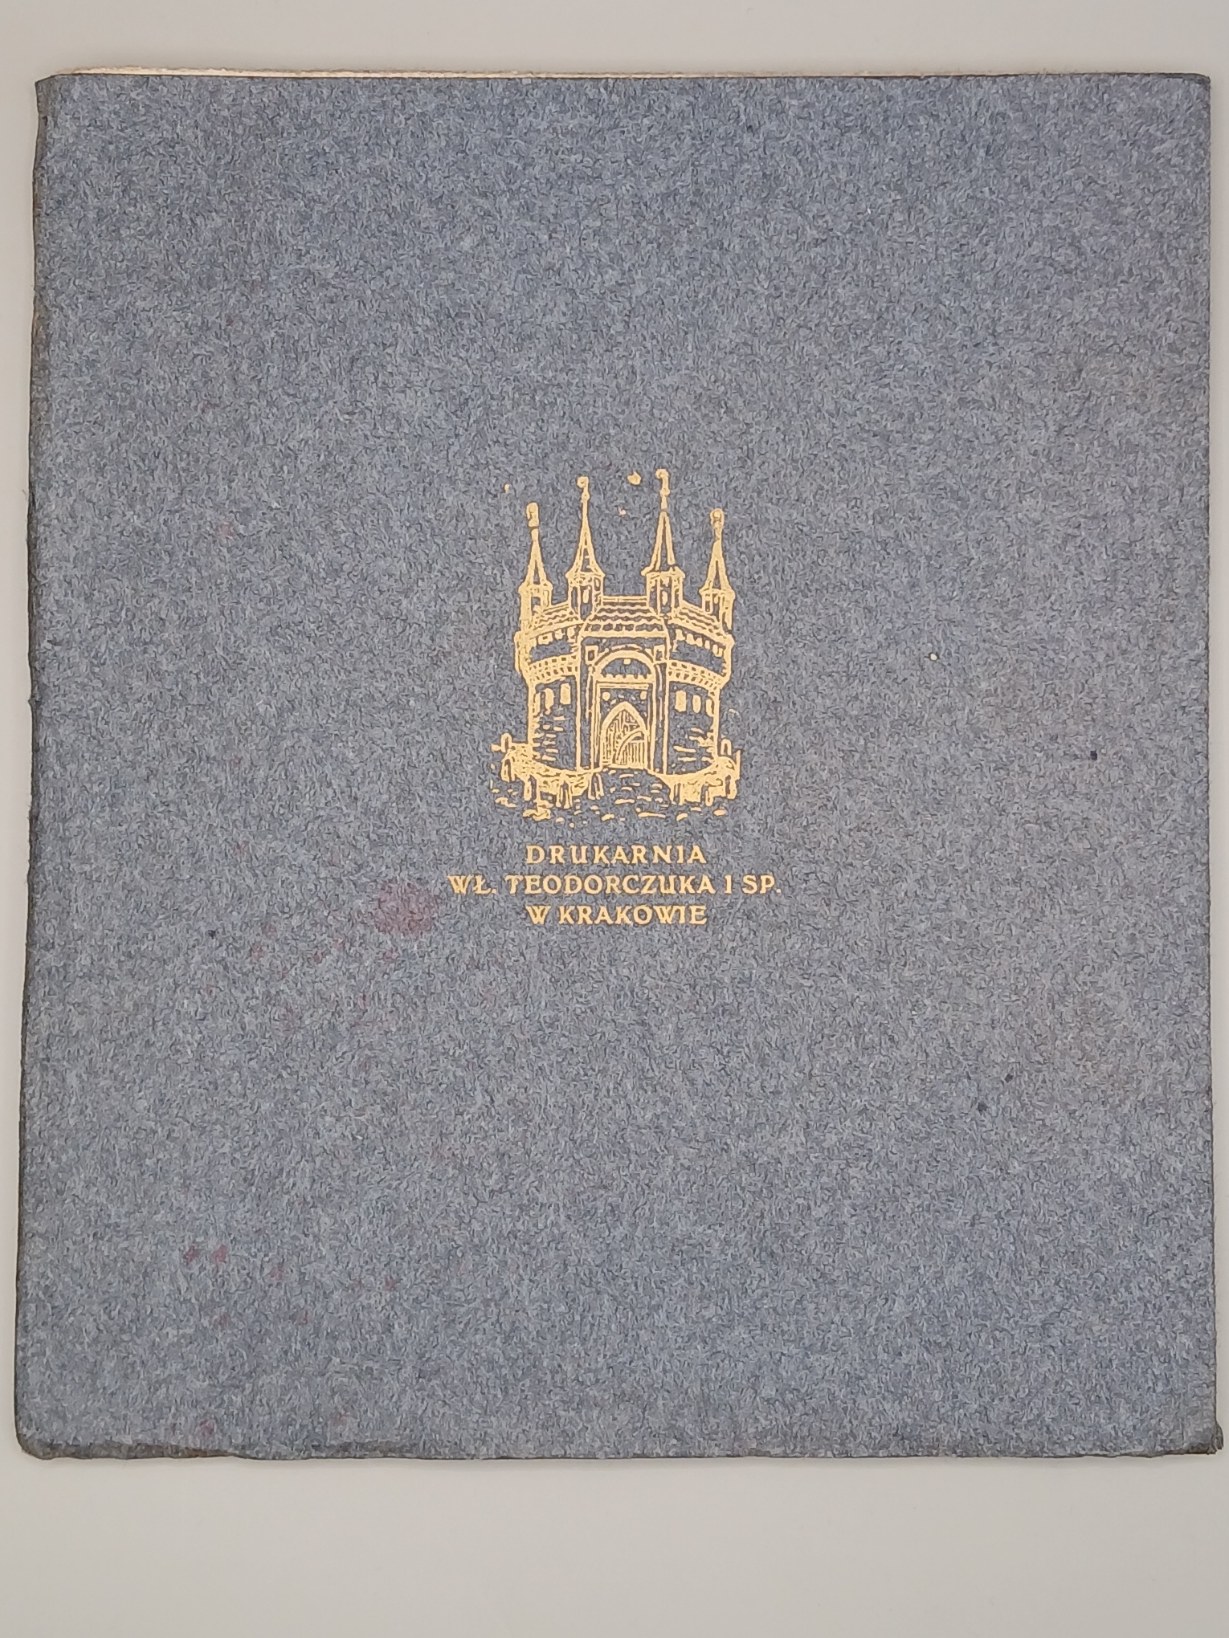 DRUKARNIA
WŁ. TEODORCZUKA I SP.
W KRAKOWIE